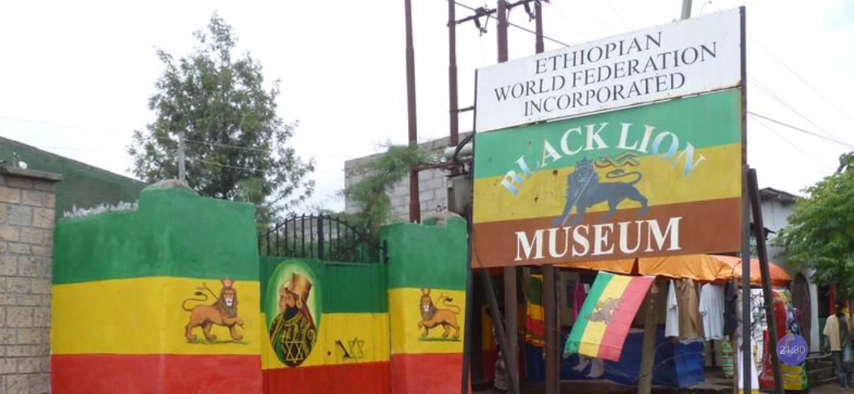 ETHIOPIAN
WORLD FEDERATION
INCORPORATED
BLACK LION
MUSEUM